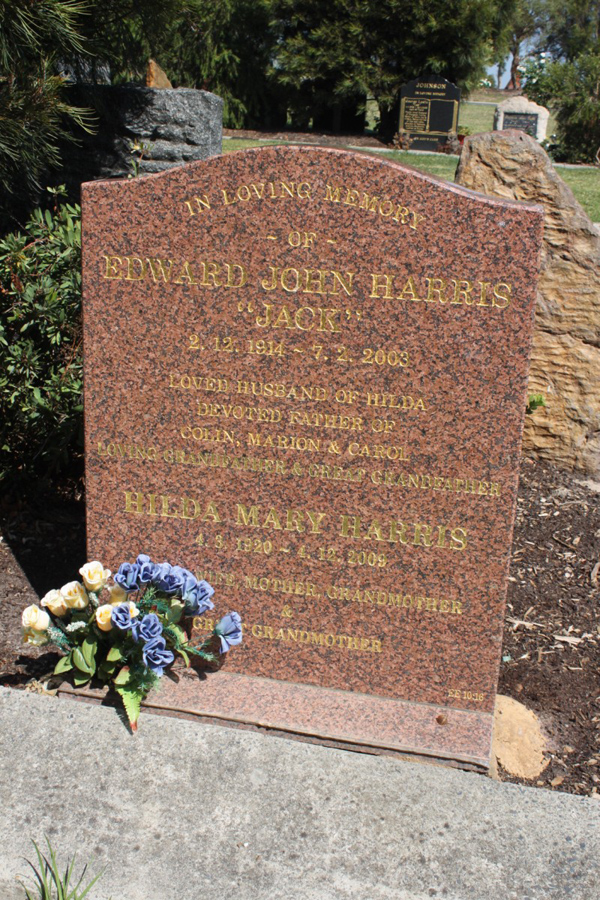 IN LOVING MEMORY
~ OF ~
EDWARD JOHN HARRIS
"JACK"
2. 12. 1914 ~ 7. 2. 2003
LOVED HUSBAND OF HILDA
DEVOTED FATHER OF
COLIN, MARION & CAROL
LOVING GRANDFATHER & GREAT GRANDFATHER
HILDA MARY HARRIS
4. 3. 1920 ~ 4. 12. 2009
WIFE, MOTHER, GRANDMOTHER
&
GRANDMOTHER
JOHNSON